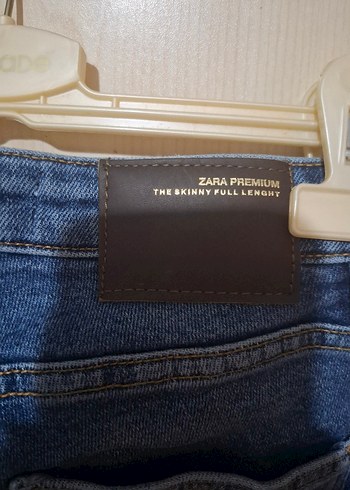 ZARA PREMIUM
THE SKINNY FULL LENGHT